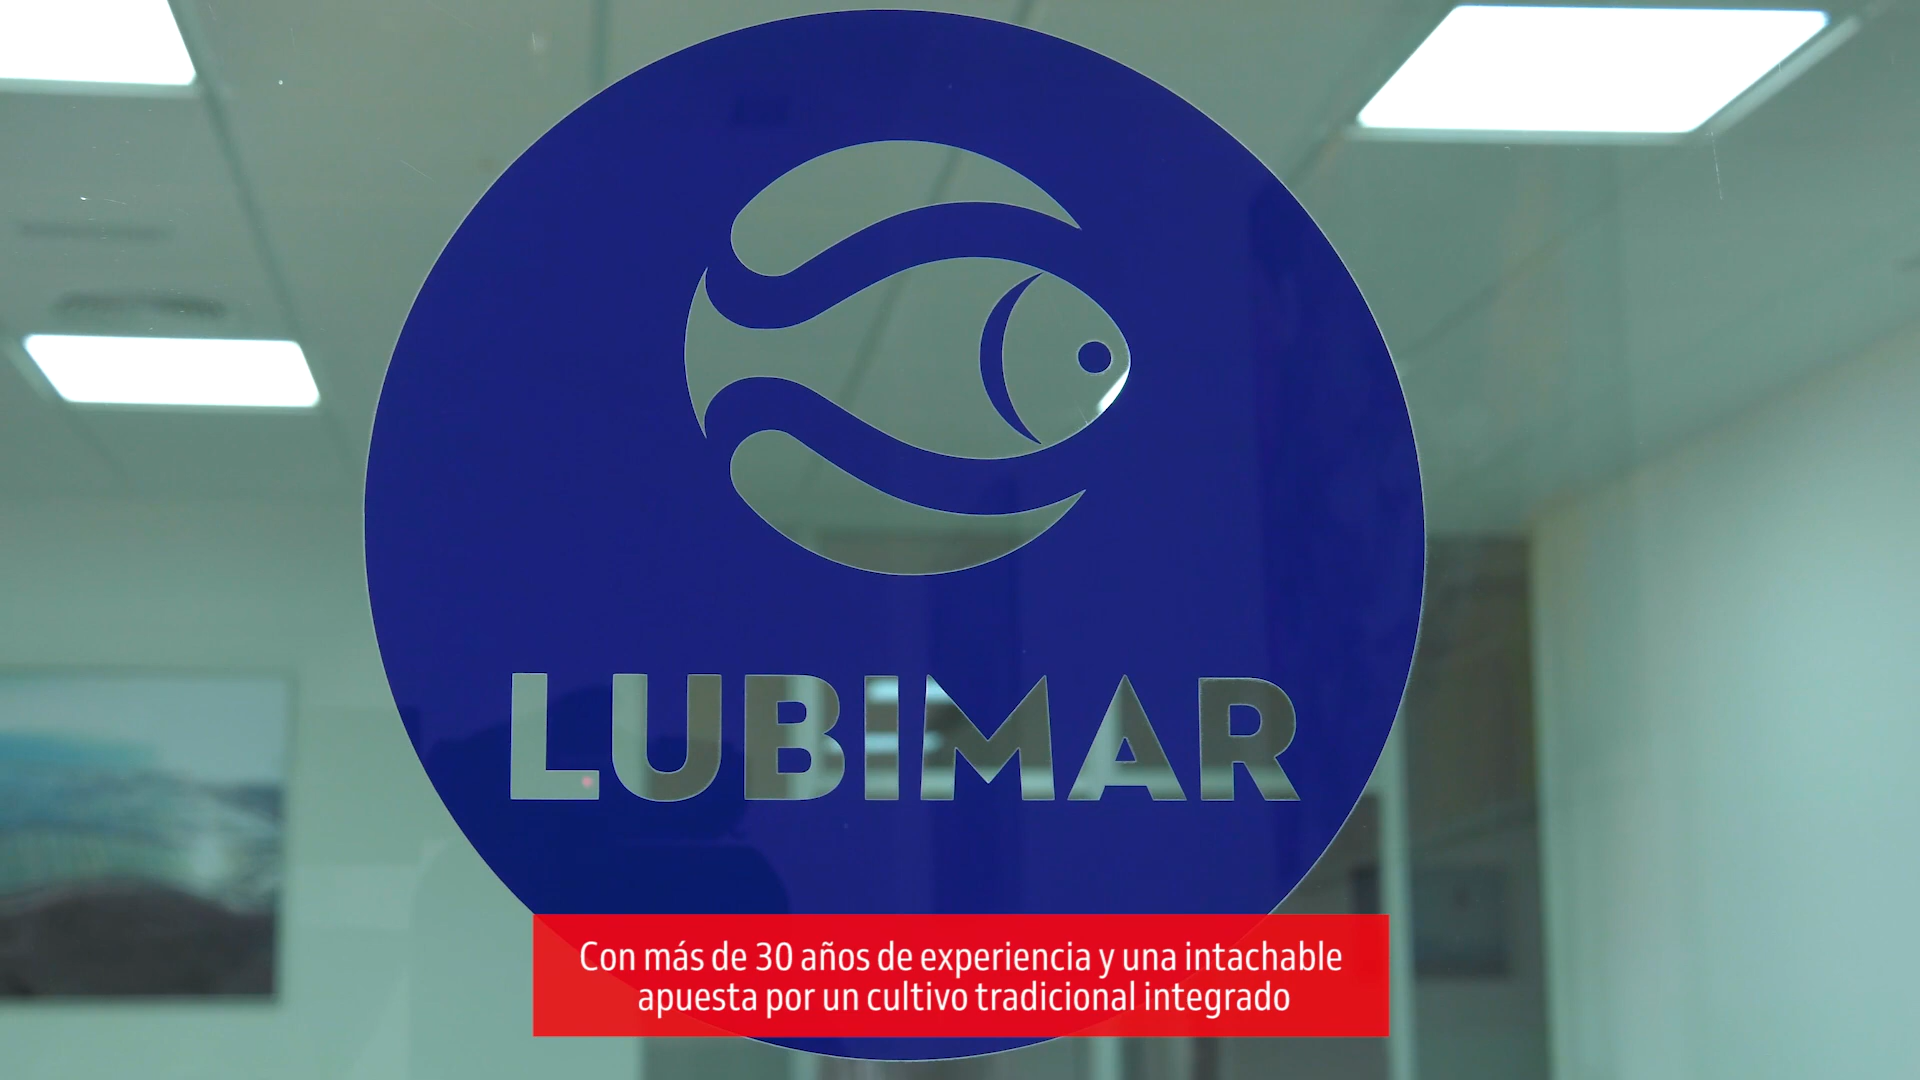 LUBIMAR
Con más de 30 años de experiencia y una intachable
apuesta por un cultivo tradicional integrado